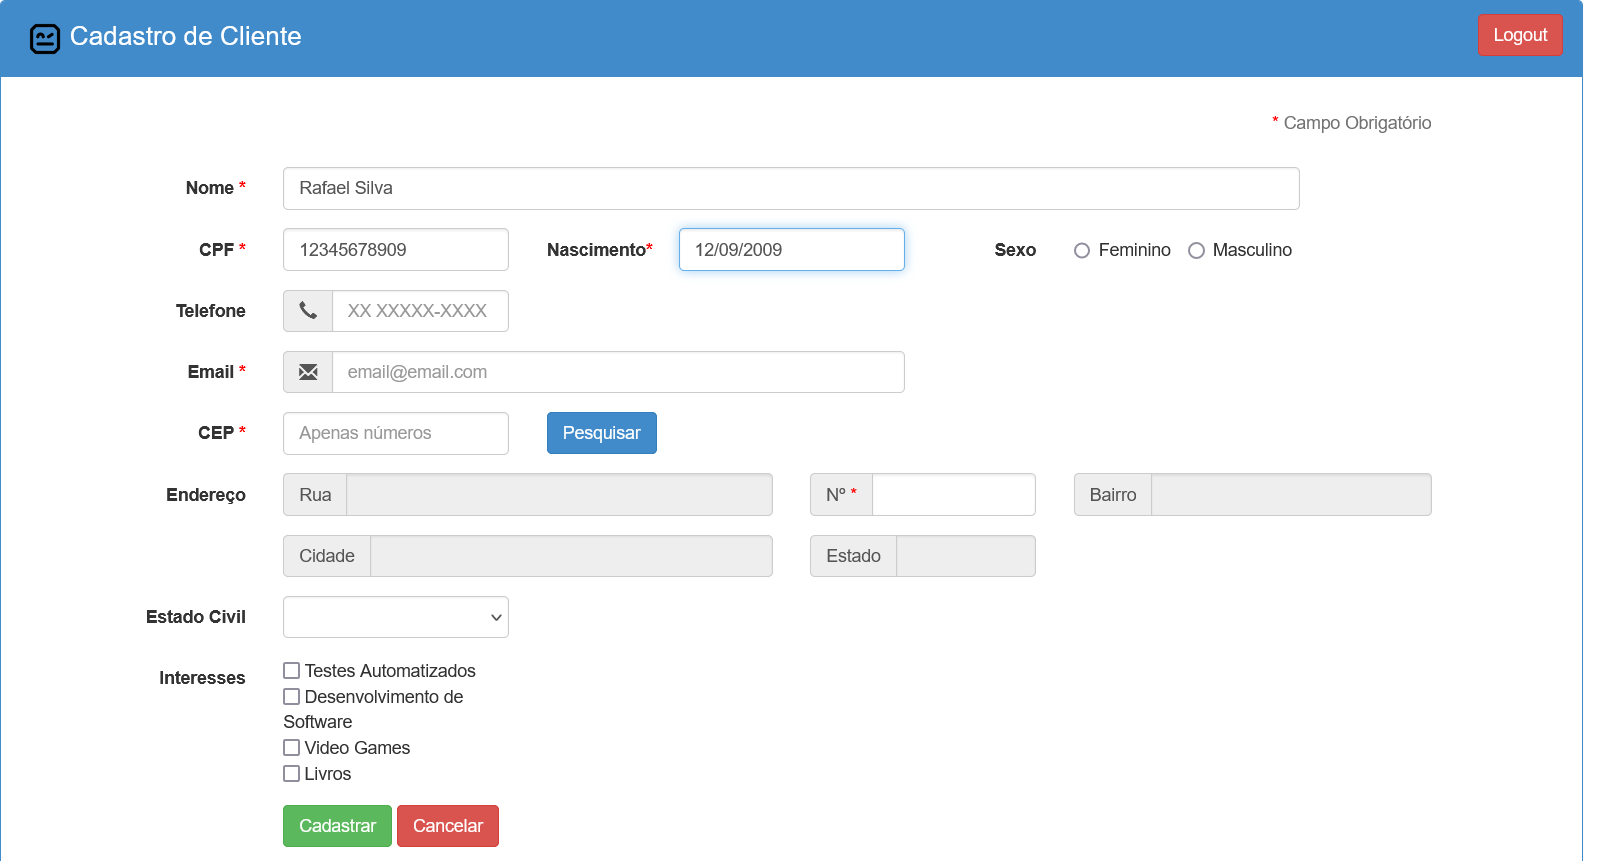 Cadastro de Cliente
Logout
* Campo Obrigatório
Nome * Rafael Silva
CPF * 12345678909 Nascimento* 12/09/2009 Sexo Feminino Masculino
Telefone XX XXXXX-XXXX
Email * email@email.com
CEP * Apenas números Pesquisar
Endereço Rua Nº * Bairro
Cidade Estado
Estado Civil
Interesses Testes Automatizados
Desenvolvimento de
Software
Video Games
Livros
Cadastrar Cancelar